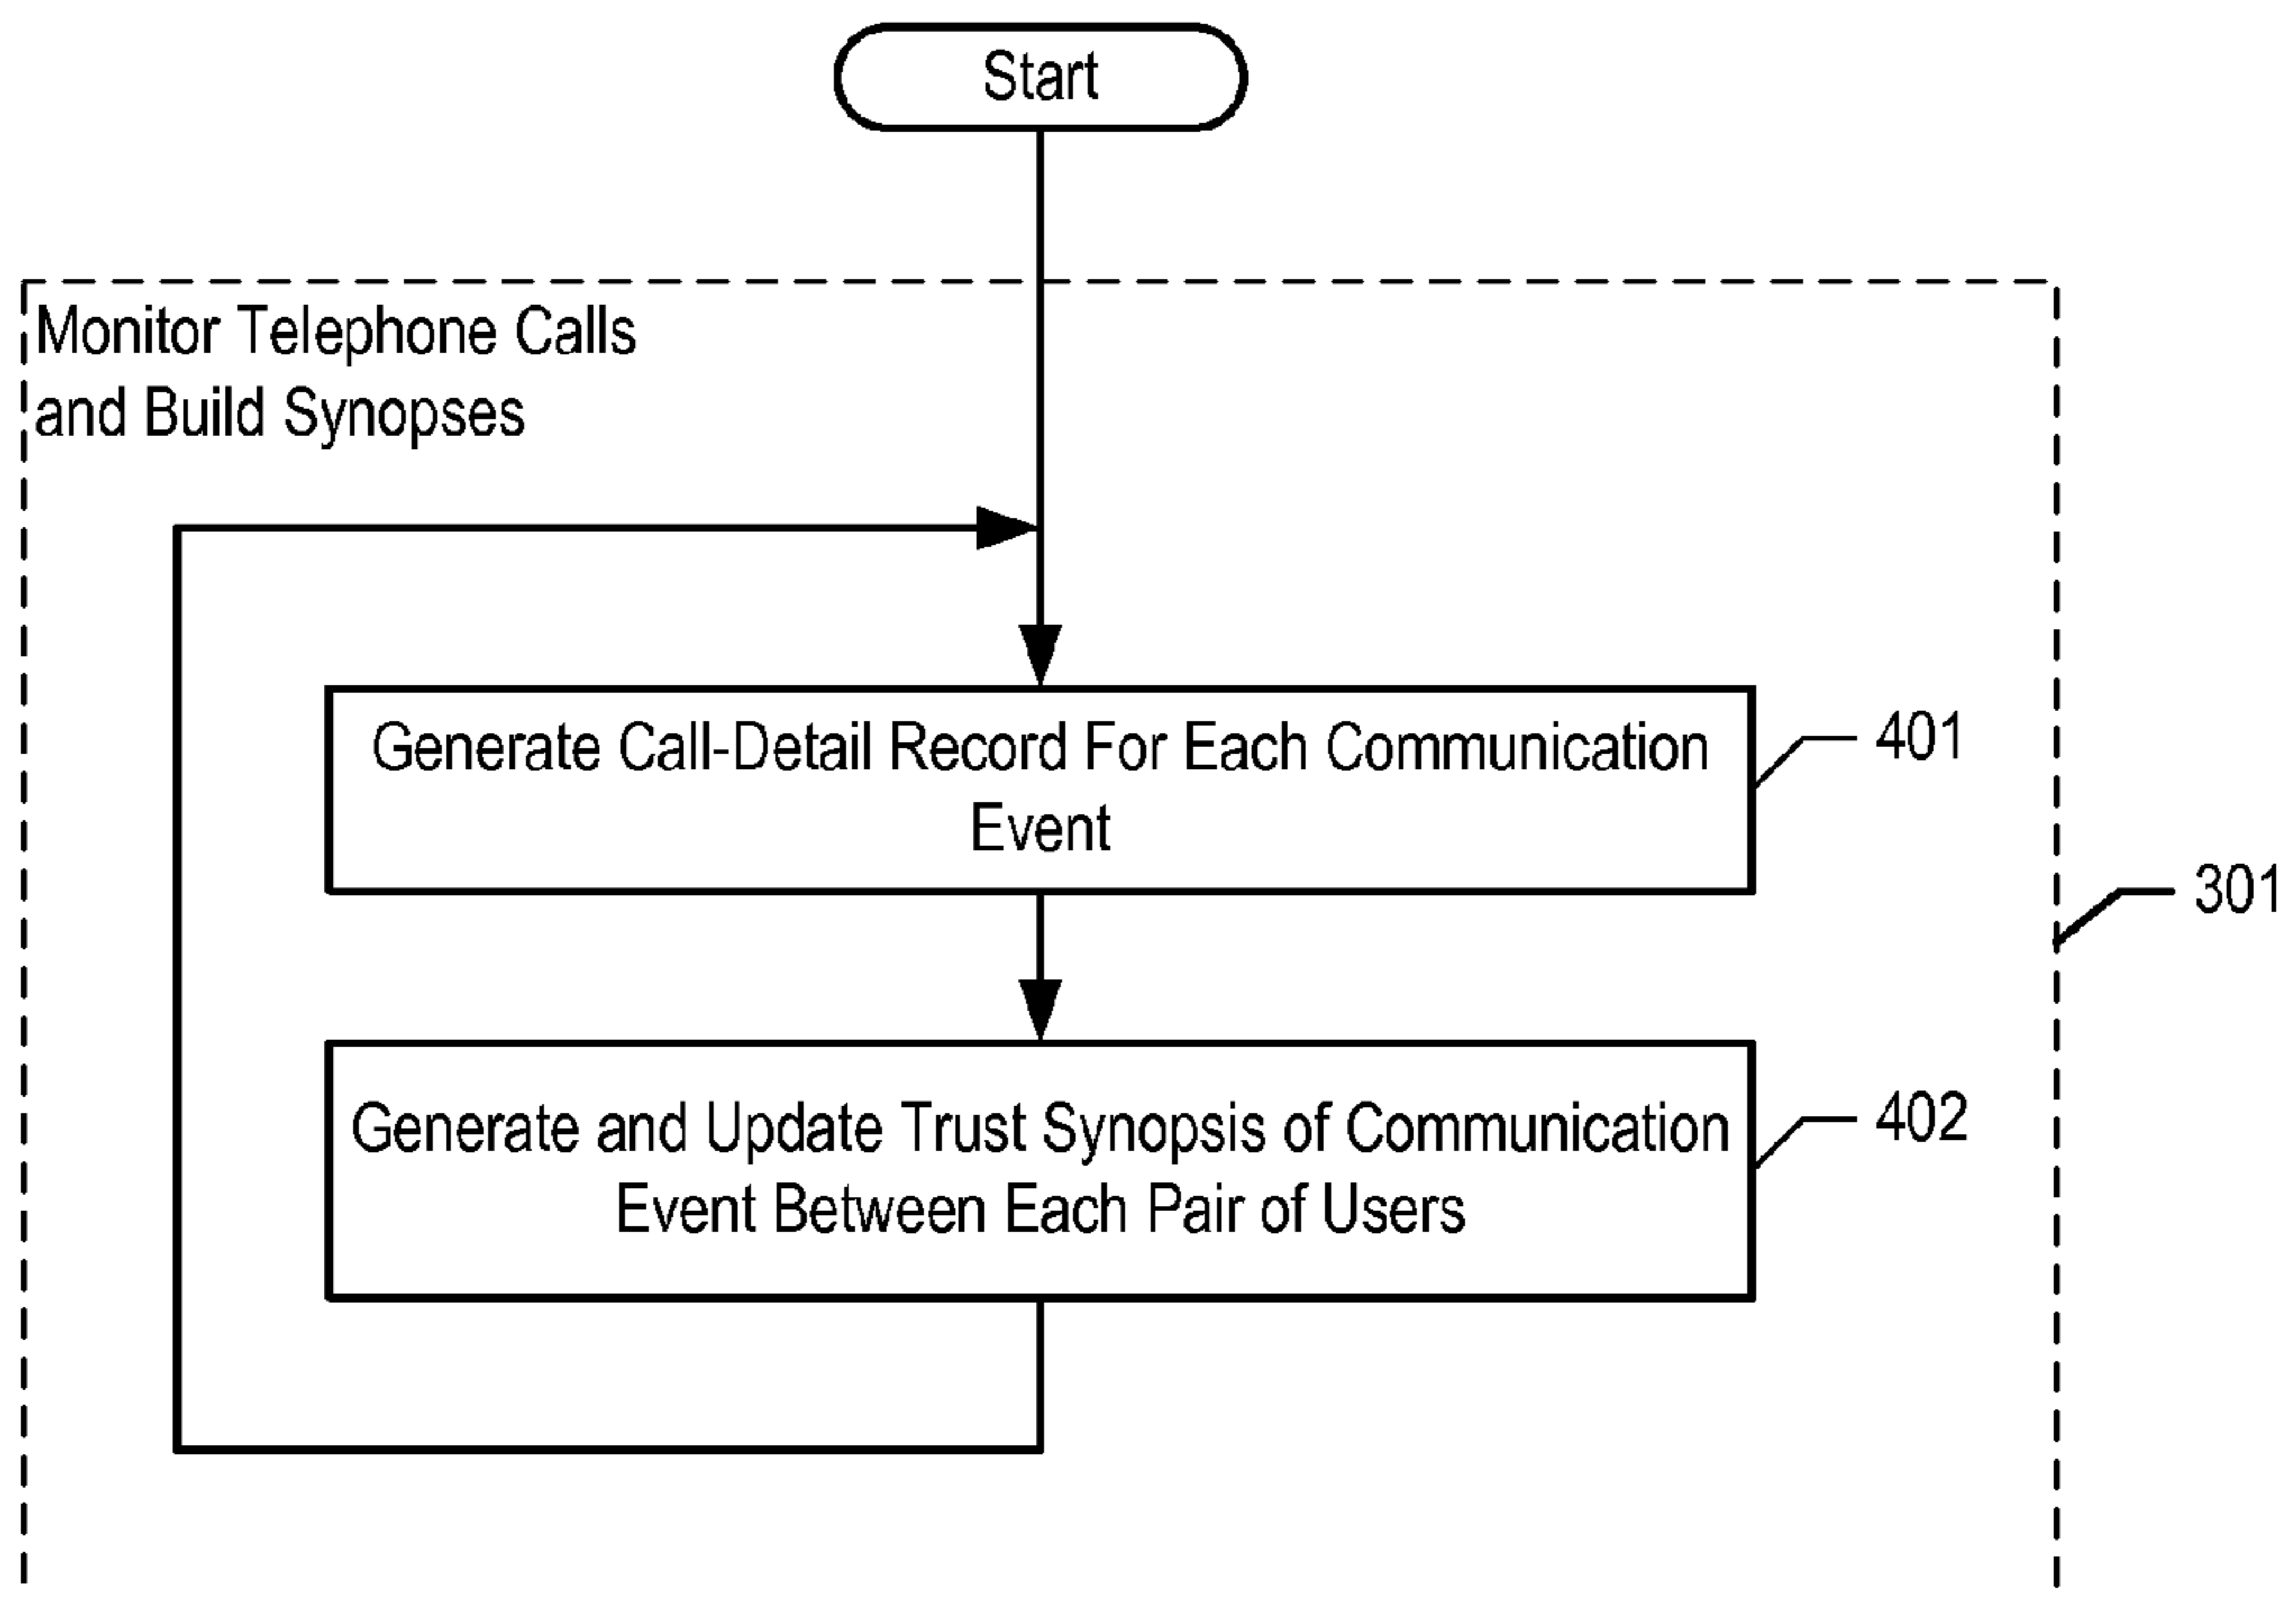 Start
Monitor Telephone Calls
and Build Synopses
Generate Call-Detail Record For Each Communication
Event
401
301
Generate and Update Trust Synopsis of Communication
Event Between Each Pair of Users
402